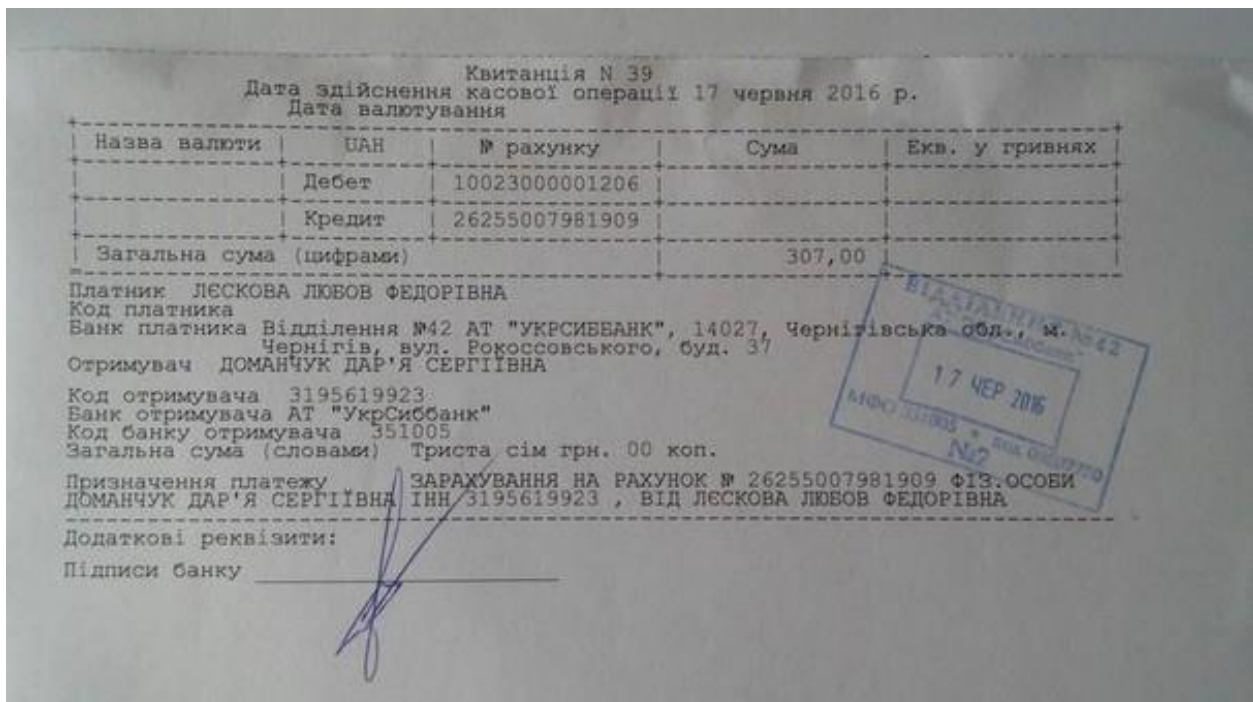 Квитанція N 39
Дата здійснення касової операції 17 червня 2016 р.
Дата валютування
Назва валюти | UAH | № рахунку | Сума | Екв. у гривнях
Дебет | 10023000001206
Кредит | 26255007981909
Загальна сума (цифрами) 307,00
Платник ЛЄСКОВА ЛЮБОВ ФЕДОРІВНА
Код платника
Банк платника Відділення №42 АТ "УКРСИББАНК", 14027, Чернігівська обл., м.
Чернігів, вул. Рокоссовського, буд. 37
Отримувач ДОМАНЧУК ДАР'Я СЕРГІЇВНА
Код отримувача 3195619923
Банк отримувача АТ "УкрСиббанк"
Код банку отримувача 351005
Загальна сума (словами) Триста сім грн. 00 коп.
Призначення платежу ЗАРАХУВАННЯ НА РАХУНОК № 26255007981909 ФІЗ.ОСОБИ
ДОМАНЧУК ДАР'Я СЕРГІЇВНА ІНН 3195619923 , ВІД ЛЄСКОВА ЛЮБОВ ФЕДОРІВНА
Додаткові реквізити:
Підписи банку
ВІДДІЛЕННЯ №42
17 ЧЕР 2016
МФО 351005 * код
№2